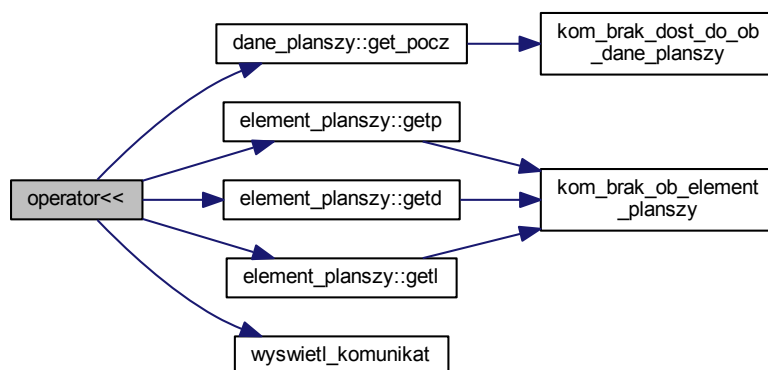 dane_planszy::get_pocz
kom_brak_dost_do_ob
_dane_planszy
element_planszy::getp
operator<<
element_planszy::getd
kom_brak_ob_element
_planszy
element_planszy::getl
wyswietl_komunikat